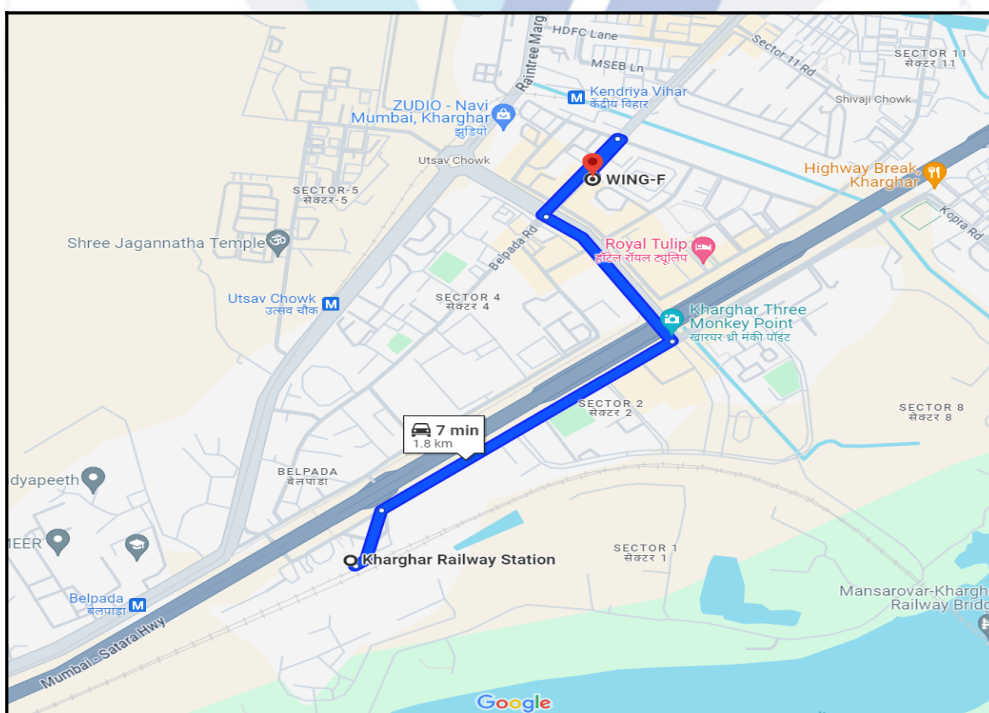 HDFC Lane
Raintree Marg
MSEB Ln
Sector 11 Rd
SECTOR 11
सेक्टर 11
Kendriya Vihar
केंद्रीय विहार
Shivaji Chowk
ZUDIO - Navi
Mumbai, Kharghar
झुडियो
Utsav Chowk
WING-F
Highway Break,
Kharghar
SECTOR-5
सेक्टर-5
Kopra Rd
Belpada Rd
Royal Tulip
हॉटेल रॉयल ट्यूलिप
Shree Jagannatha Temple
SECTOR 4
सेक्टर 4
Utsav Chowk
उत्सव चौक
Kharghar Three
Monkey Point
खारघर थ्री मंकी पॉइंट
SECTOR 2
सेक्टर 2
SECTOR 8
सेक्टर 8
7 min
1.8 km
BELPADA
बेलपाडा
dyapeeth
MEER
Kharghar Railway Station
SECTOR 1
सेक्टर 1
Mansarovar-Khargh
Railway Bridg
Belpada
बेलपाडा
Mumbai - Satara Hwy
Google